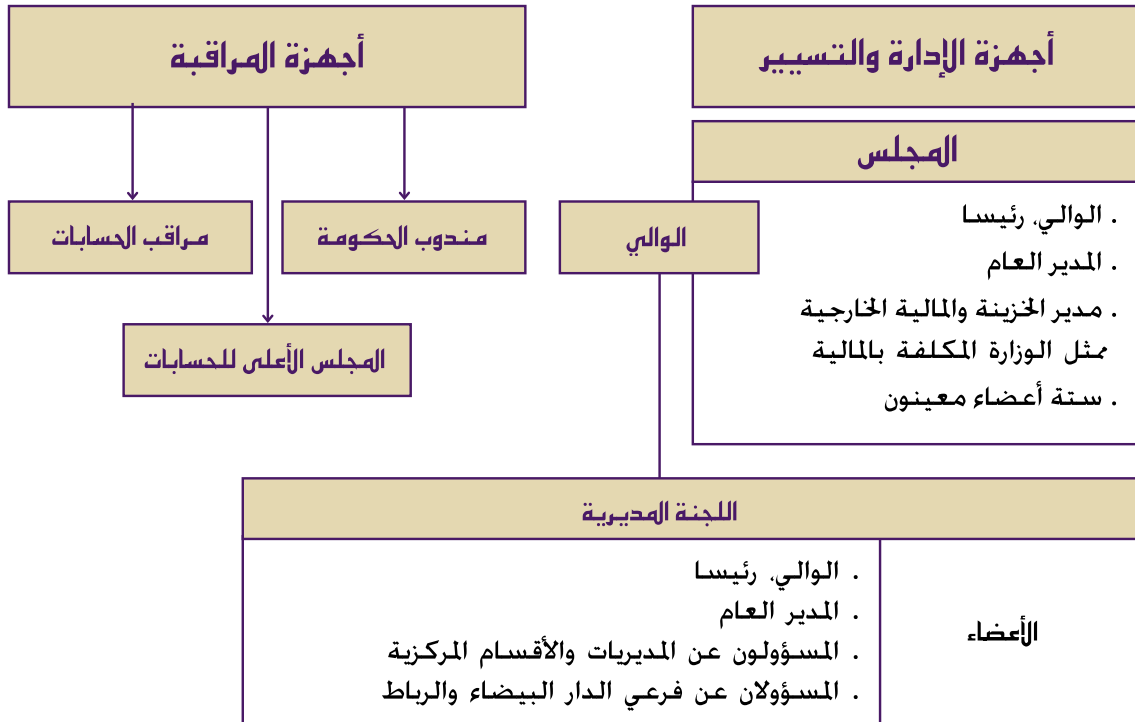 أجهزة الإدارة والتسيير
المجلس
. الوالي، رئيسا
. المدير العام
. مدير الخزينة والمالية الخارجية
ممثل الوزارة المكلفة بالمالية
. ستة أعضاء معينون
الوالي
أجهزة المراقبة
مندوب الحكومة
مراقب الحسابات
المجلس الأعلى للحسابات
اللجنة المديرية
الأعضاء
. الوالي، رئيسا
. المدير العام
. المسؤولون عن المديريات والأقسام المركزية
. المسؤولان عن فرعي الدار البيضاء والرباط